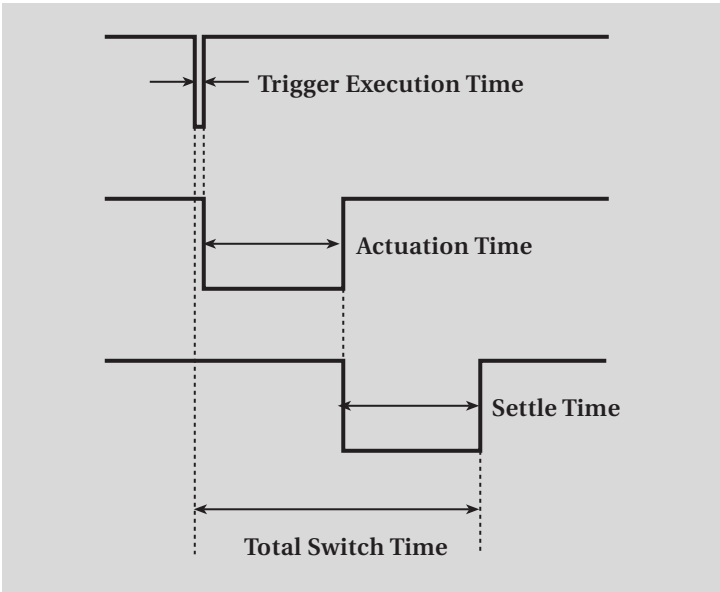 Trigger Execution Time
Actuation Time
Settle Time
Total Switch Time